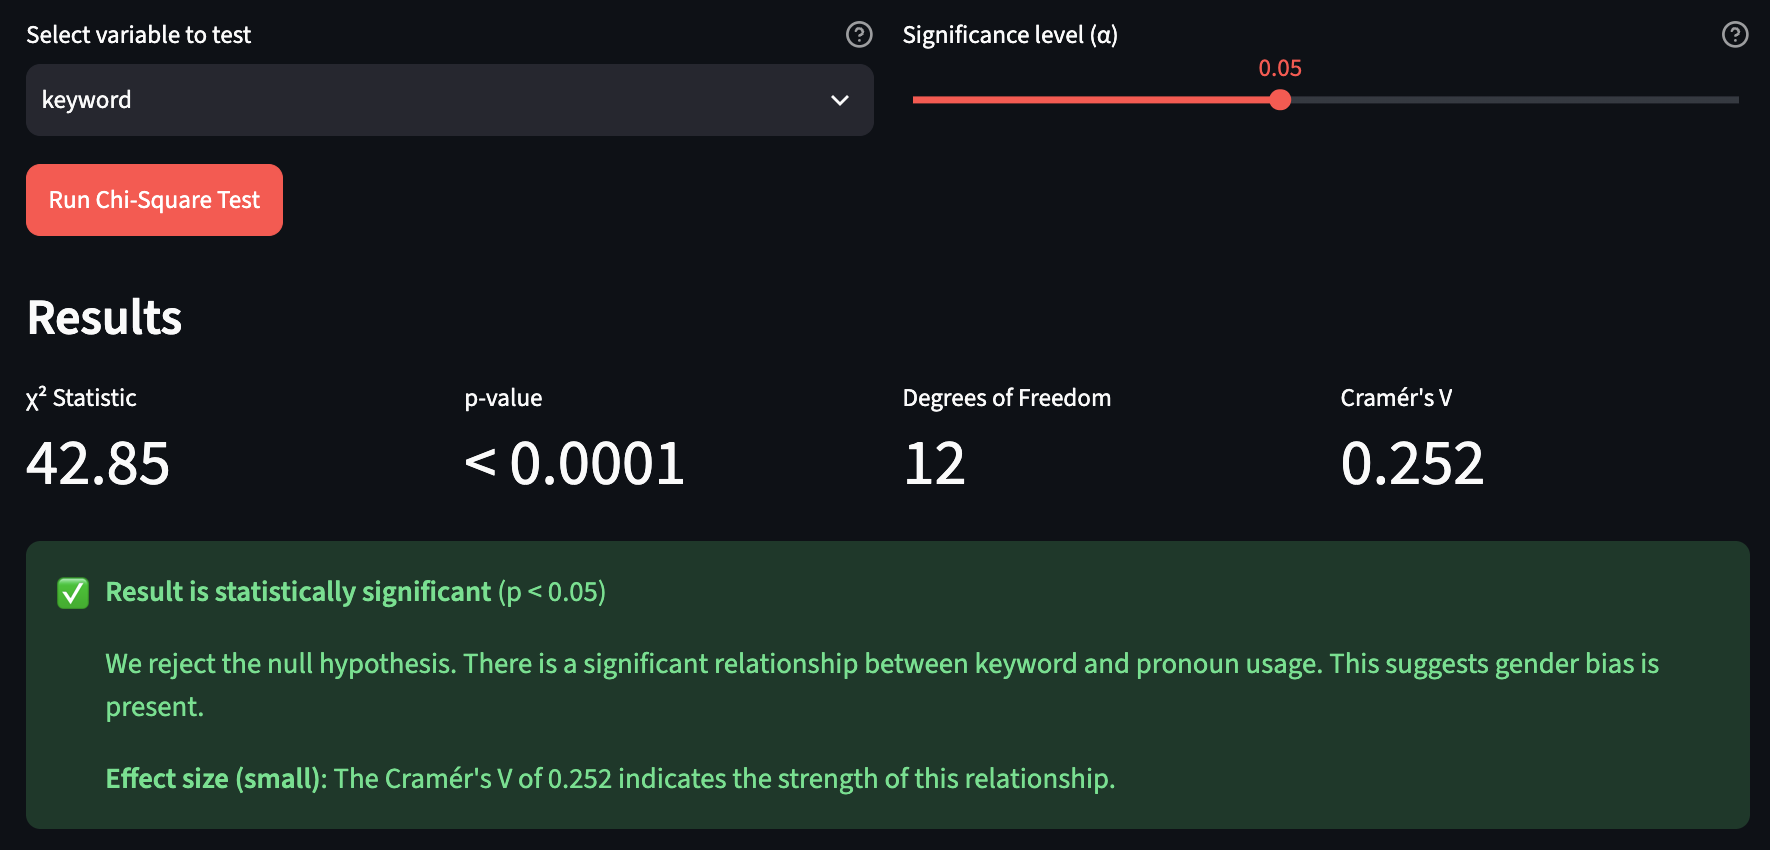 Select variable to test
Significance level (α)
0.05
keyword
Run Chi-Square Test
Results
χ² Statistic
p-value
Degrees of Freedom
Cramér's V
42.85
< 0.0001
12
0.252
✅ Result is statistically significant (p < 0.05)
We reject the null hypothesis. There is a significant relationship between keyword and pronoun usage. This suggests gender bias is
present.
Effect size (small): The Cramér's V of 0.252 indicates the strength of this relationship.